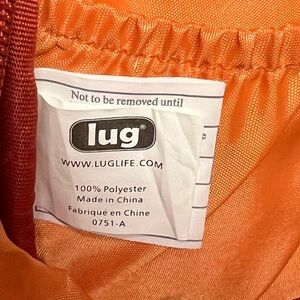 Not to be removed until
lug®
WWW.LUGLIFE.COM
100% Polyester
Made in China
Fabriqué en Chine
0751-A